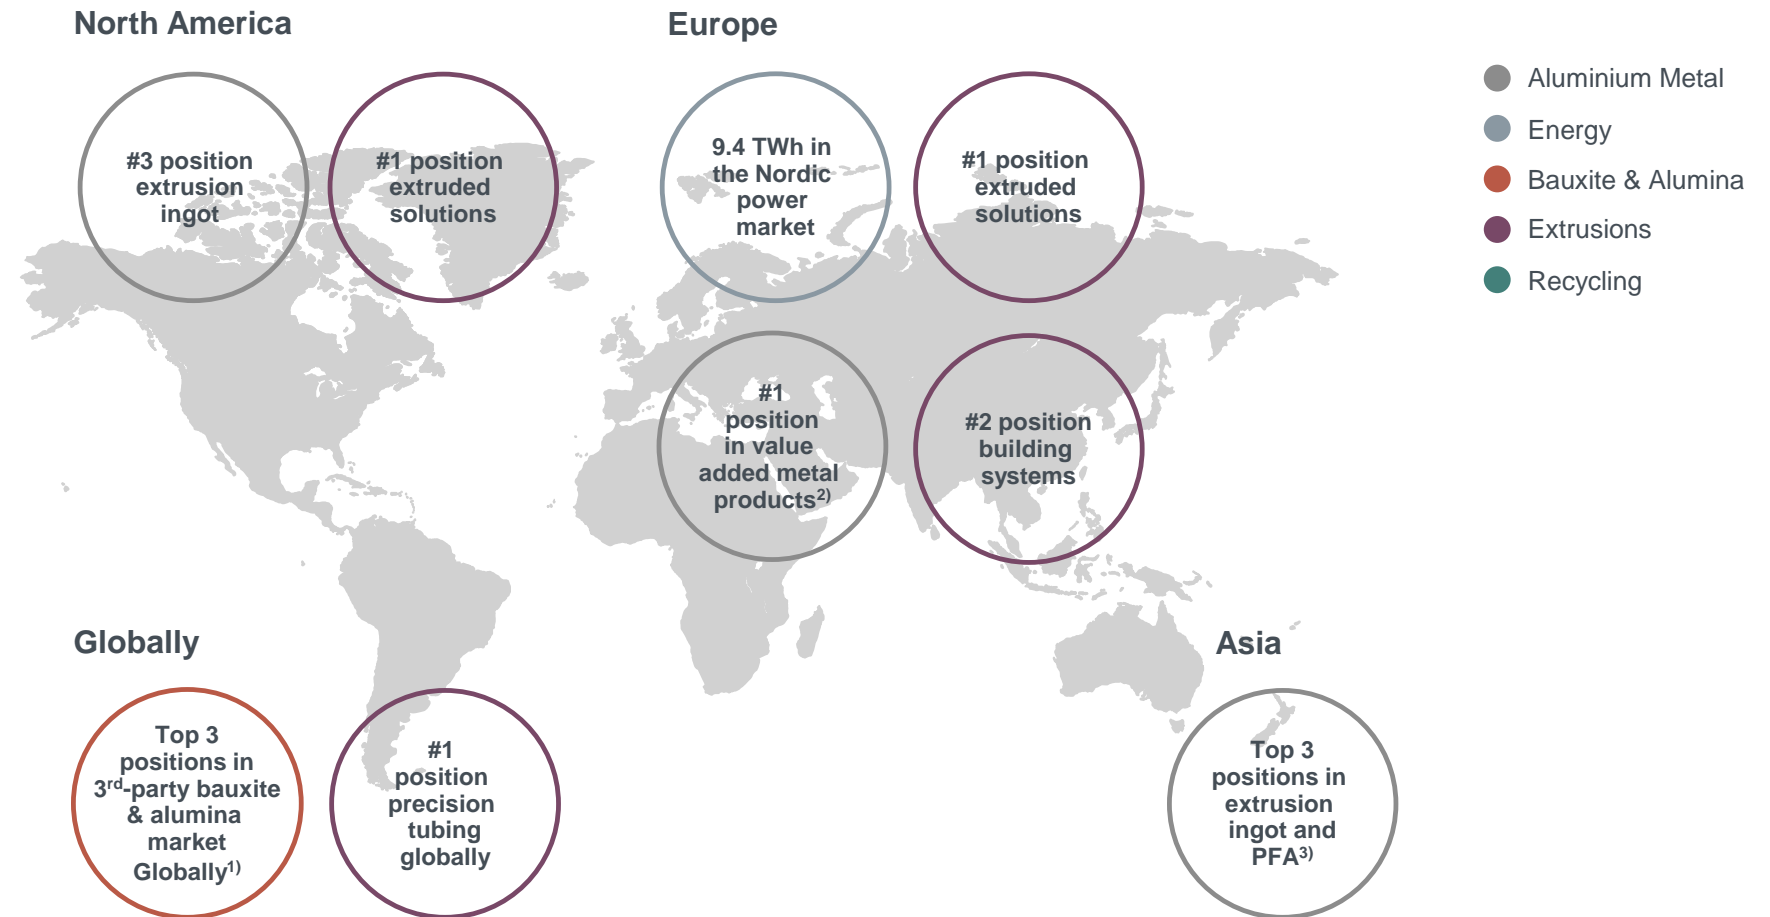 North America
#3 position
extrusion
ingot
#1 position
extruded
solutions
Europe
9.4 TWh in
the Nordic
power
market
#1 position
extruded
solutions
#1
position
in value
added metal
products2)
#2 position
building
systems
Aluminium Metal
Energy
Bauxite & Alumina
Extrusions
Recycling
Globally
Top 3
positions in
3rd-party bauxite
& alumina
market
Globally1)
#1
position
precision
tubing
globally
Asia
Top 3
positions in
extrusion
ingot and
PFA3)